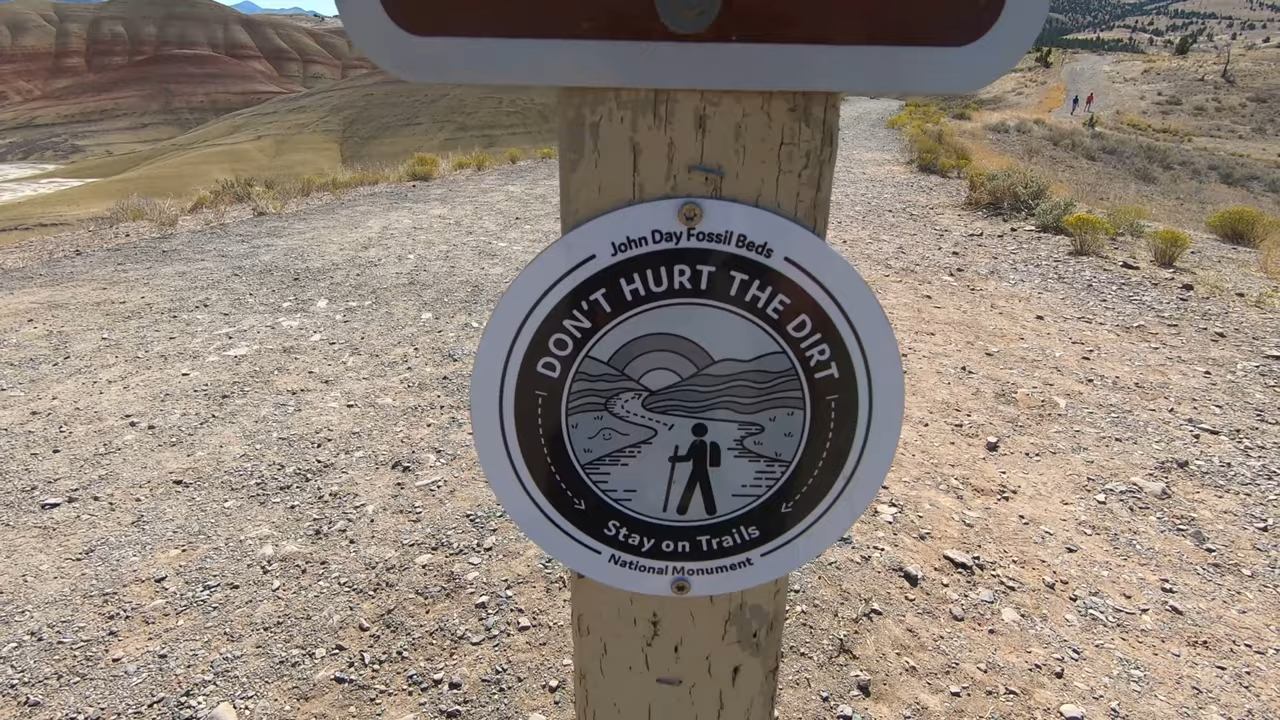 John Day Fossil Beds
DON'T HURT THE DIRT
Stay on Trails
National Monument